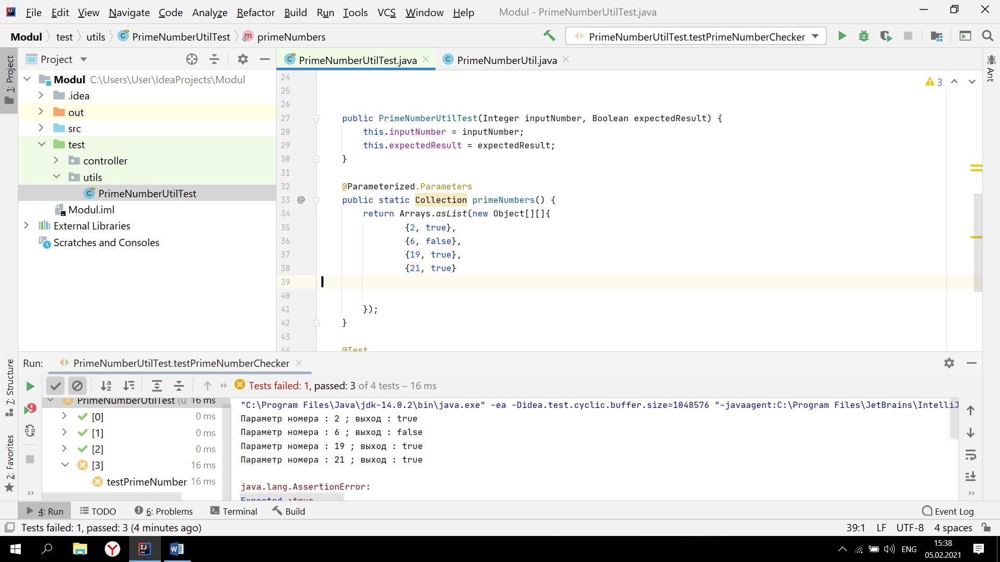 File Edit View Navigate Code Analyze Refactor Build Run Tools VCS Window Help Modul - PrimeNumberUtilTest.java
Modul test utils PrimeNumberUtilTest m primeNumbers PrimeNumberUtilTest.testPrimeNumberChecker
1: Project
Project
PrimeNumberUtilTest.java
PrimeNumberUtil.java
Ant
3
Modul C:\Users\User\IdeaProjects\Modul
.idea
out
src
test
controller
utils
PrimeNumberUtilTest
Modul.iml
External Libraries
Scratches and Consoles
24
25
26
27 public PrimeNumberUtilTest(Integer inputNumber, Boolean expectedResult) {
28 this.inputNumber = inputNumber;
29 this.expectedResult = expectedResult;
30 }
31
32 @Parameterized.Parameters
33 @ public static Collection primeNumbers() {
34 return Arrays.asList(new Object[][]{
35 {2, true},
36 {6, false},
37 {19, true},
38 {21, true}
39
40
41 });
42 }
43
44 @Test
7: Structure
2: Favorites
Run: PrimeNumberUtilTest.testPrimeNumberChecker
Tests failed: 1, passed: 3 of 4 tests – 16 ms
PrimeNumberUtilTest (u 16 ms
[0] 0 ms
[1] 0 ms
[2] 0 ms
[3] 16 ms
testPrimeNumber 16 ms
"C:\Program Files\Java\jdk-14.0.2\bin\java.exe" -ea -Didea.test.cyclic.buffer.size=1048576 "-javaagent:C:\Program Files\JetBrains\IntelliJ
Параметр номера : 2 ; выход : true
Параметр номера : 6 ; выход : false
Параметр номера : 19 ; выход : true
Параметр номера : 21 ; выход : true
java.lang.AssertionError:
Expected :true
4: Run TODO 6: Problems Terminal Build Event Log
Tests failed: 1, passed: 3 (4 minutes ago) 39:1 LF UTF-8 4 spaces
ENG
15:38
05.02.2021